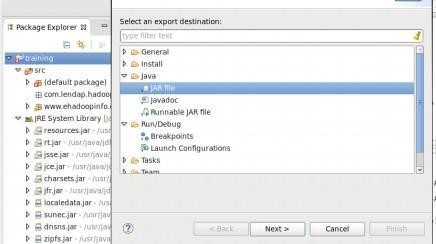 Package Explorer
training
src
(default package)
com.lendap.hadoo
www.ehadoopinfo.
JRE System Library [Ja
resources.jar - /usr/j
rt.jar - /usr/java/jdk
jsse.jar - /usr/java/
jce.jar - /usr/java/jd
charsets.jar - /usr/j
jfr.jar - /usr/java/jd
localedata.jar - /usr
sunec.jar - /usr/java
dnsns.jar - /usr/java
zipfs.jar - /usr/java/
Select an export destination:
type filter text
General
Install
Java
JAR file
Javadoc
Runnable JAR file
Run/Debug
Breakpoints
Launch Configurations
Tasks
Team
< Back
Next >
Cancel
Finish